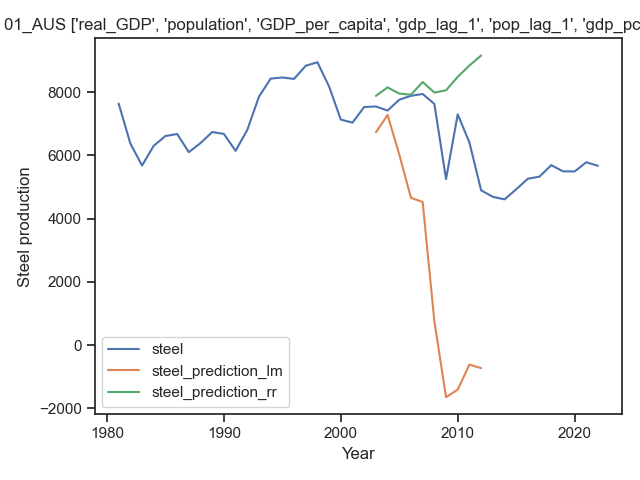 01_AUS ['real_GDP', 'population', 'GDP_per_capita', 'gdp_lag_1', 'pop_lag_1', 'gdp_pc
Steel production
8000
6000
4000
2000
0
−2000
steel
steel_prediction_lm
steel_prediction_rr
1980
1990
2000
2010
2020
Year